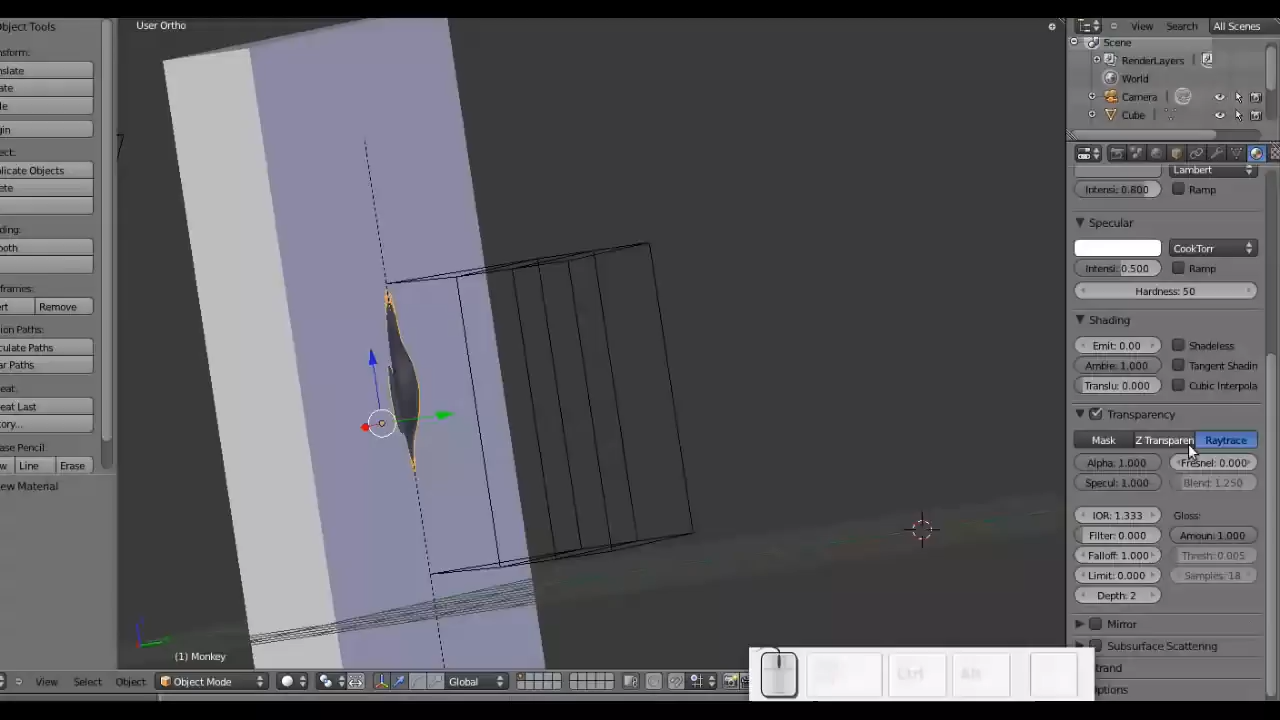 Object Tools
User Ortho
View Search All Scenes
Scene
RenderLayers
World
Camera
Cube
nsform:
nslate
ate
le
gin
ect:
plicate Objects
ete
ding:
ooth
frames:
ert Remove
ion Paths:
culate Paths
ar Paths
eat:
eat Last
tory...
ase Pencil
w Line Erase
ew Material
Lambert
Intensi: 0.800 Ramp
Specular
CookTorr
Intensi: 0.500 Ramp
Hardness: 50
Shading
Emit: 0.00 Shadeless
Ambie: 1.000 Tangent Shadin
Translu: 0.000 Cubic Interpola
Transparency
Mask Z Transparen Raytrace
Alpha: 1.000 Fresnel: 0.000
Specul: 1.000 Blend: 1.250
IOR: 1.333 Gloss:
Filter: 0.000 Amoun: 1.000
Falloff: 1.000 Thresh: 0.005
Limit: 0.000 Samples: 18
Depth: 2
Mirror
Subsurface Scattering
trand
ptions
(1) Monkey
View Select Object Object Mode Global
Ctrl Alt